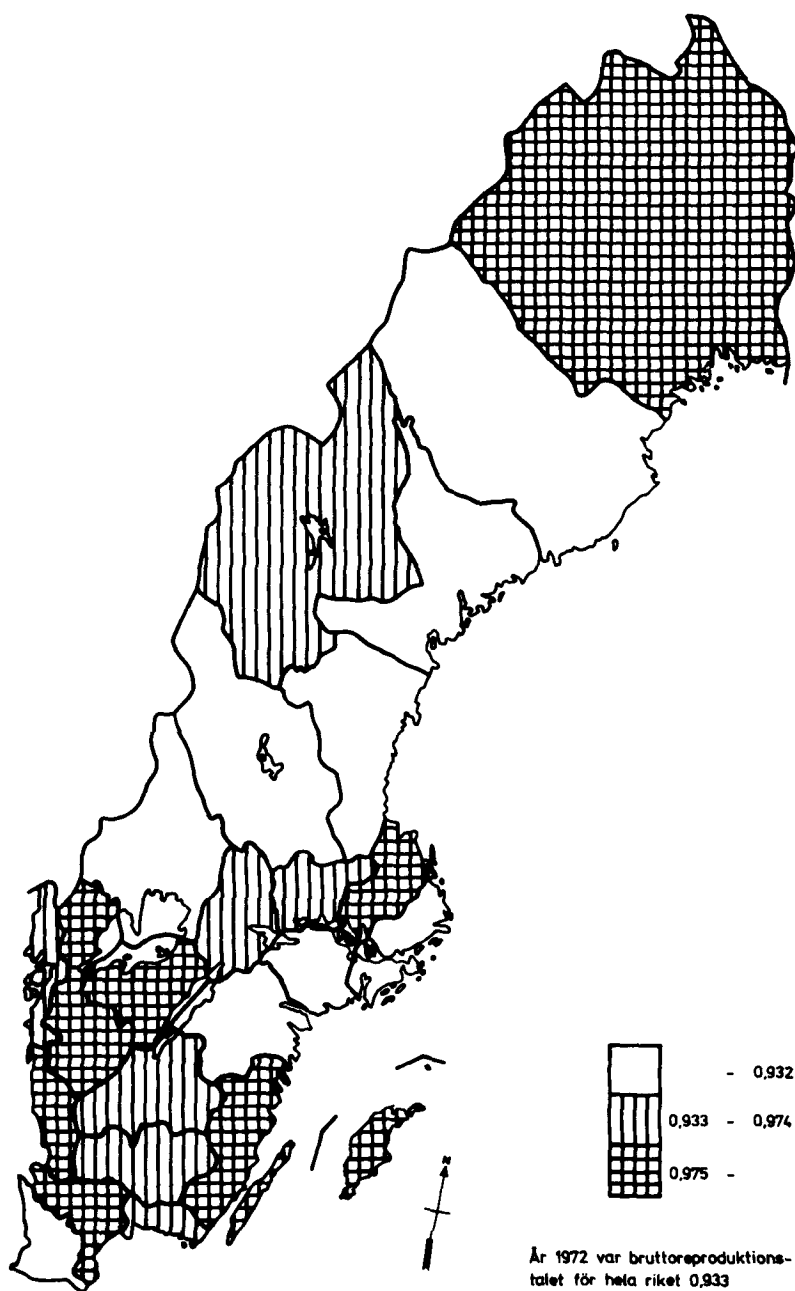 N
- 0,932
0,933 - 0,974
0,975 -
År 1972 var bruttoreproduktions-
talet för hela riket 0,933